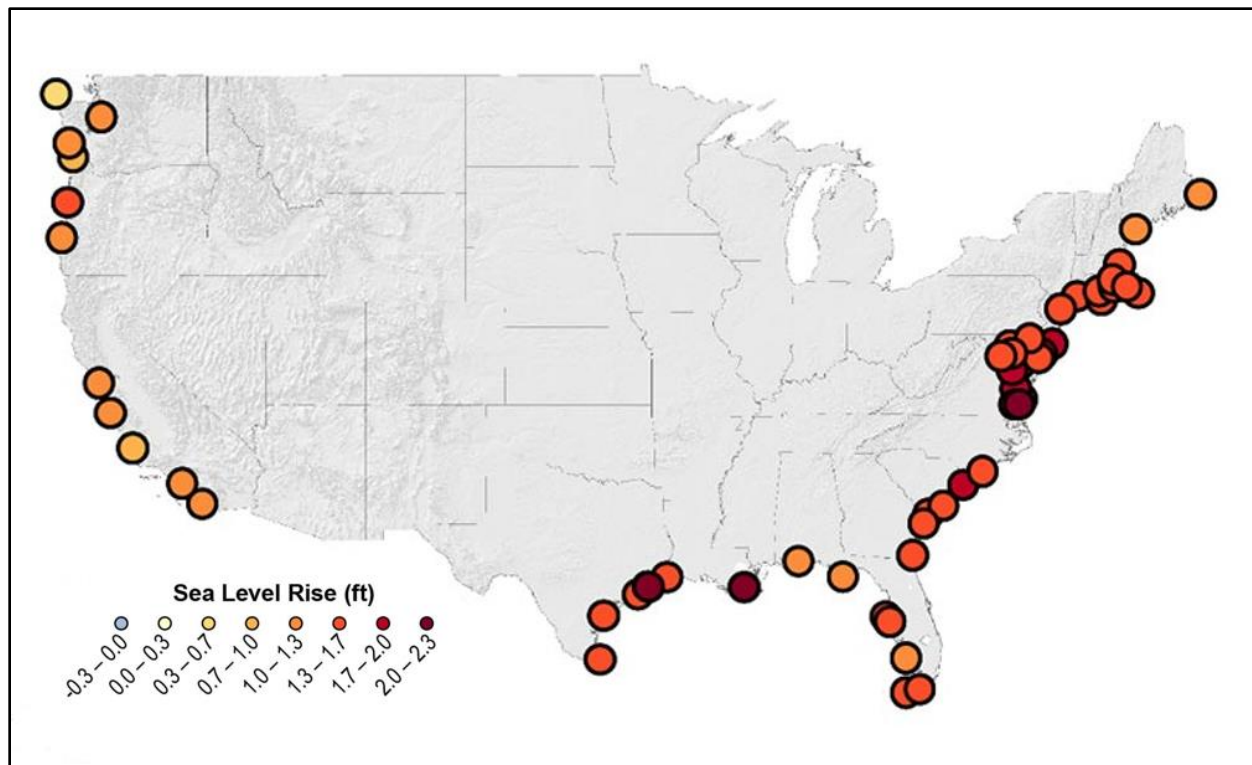 Sea Level Rise (ft)
-0.3 – 0.0
0.0 – 0.3
0.3 – 0.7
0.7 – 1.0
1.0 – 1.3
1.3 – 1.7
1.7 – 2.0
2.0 – 2.3